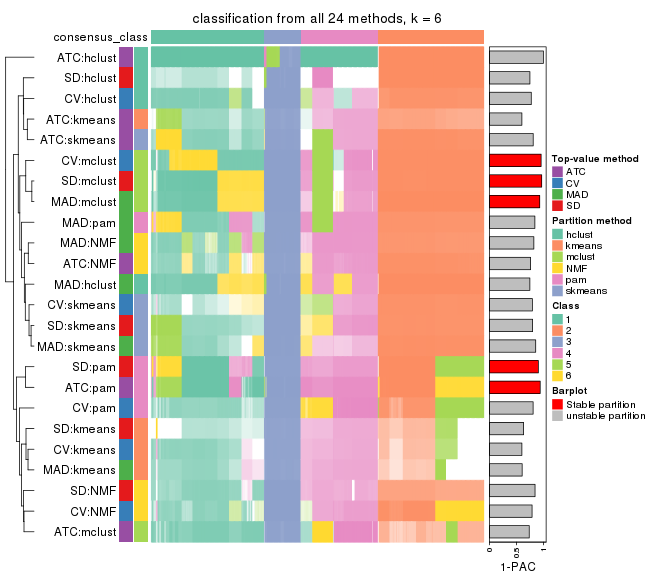 classification from all 24 methods, k = 6
consensus_class
ATC:hclust
SD:hclust
CV:hclust
ATC:kmeans
ATC:skmeans
CV:mclust
SD:mclust
MAD:mclust
MAD:pam
MAD:NMF
ATC:NMF
MAD:hclust
CV:skmeans
SD:skmeans
MAD:skmeans
SD:pam
ATC:pam
CV:pam
SD:kmeans
CV:kmeans
MAD:kmeans
SD:NMF
CV:NMF
ATC:mclust
0
0.5
1
1-PAC
Top-value method
ATC
CV
MAD
SD
Partition method
hclust
kmeans
mclust
NMF
pam
skmeans
Class
1
2
3
4
5
6
Barplot
Stable partition
unstable partition